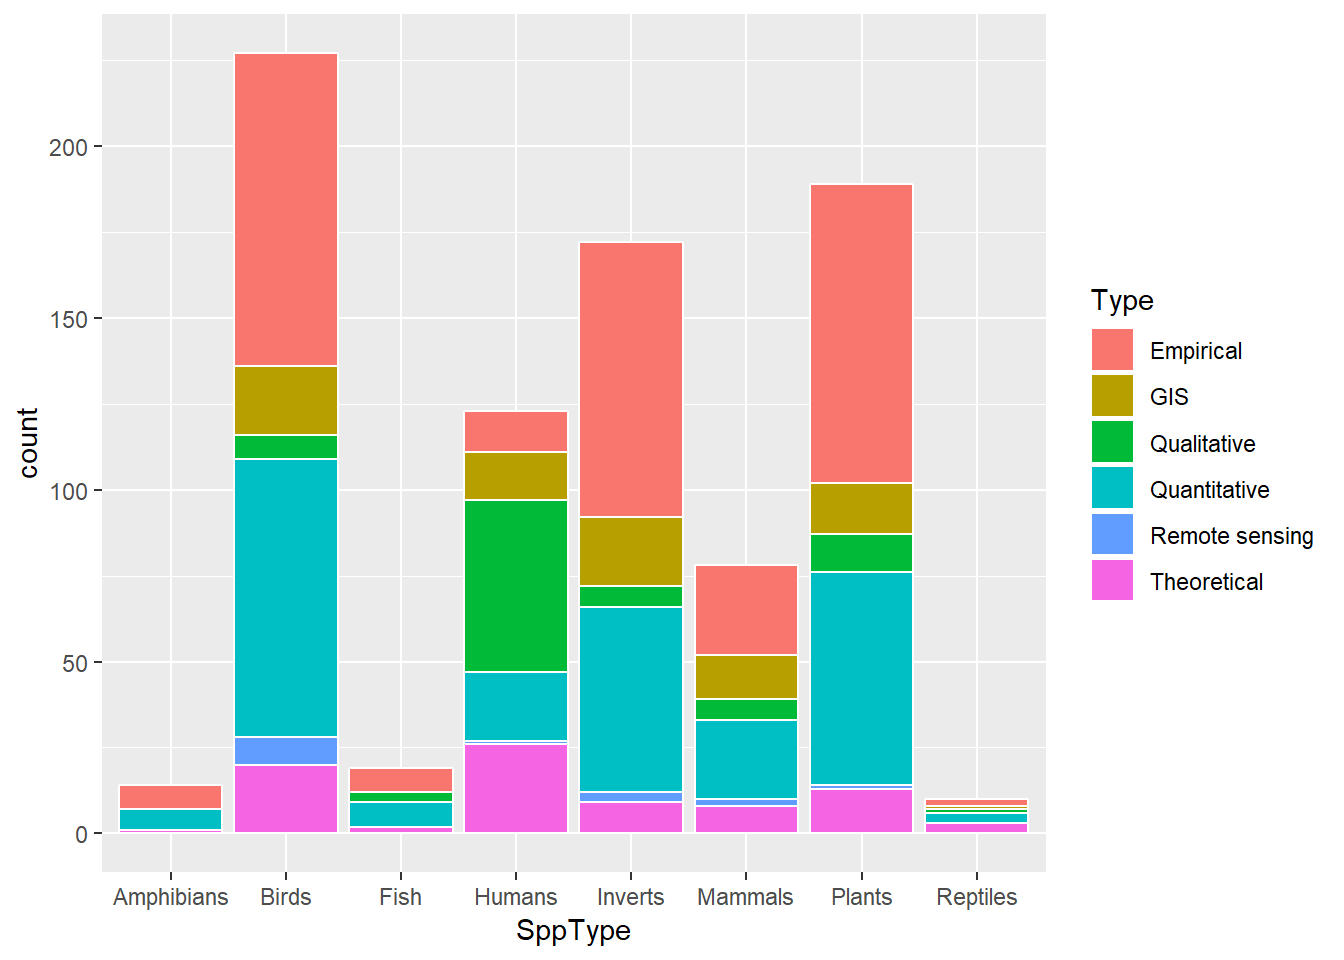 200
150
100
50
0
count
Amphibians Birds Fish Humans Inverts Mammals Plants Reptiles
SppType
Type
Empirical
GIS
Qualitative
Quantitative
Remote sensing
Theoretical